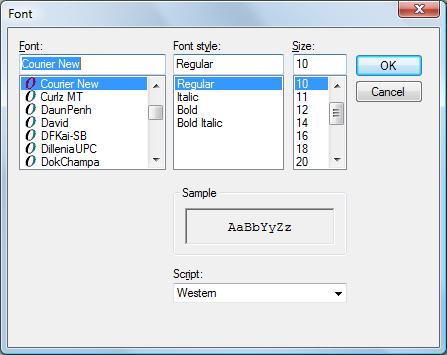 Font
Font:
Courier New
Courier New
Curlz MT
DaunPenh
David
DFKai-SB
DilleniaUPC
DokChampa
Font style:
Regular
Regular
Italic
Bold
Bold Italic
Size:
10
10
11
12
14
16
18
20
OK
Cancel
Sample
AaBbYyZz
Script:
Western